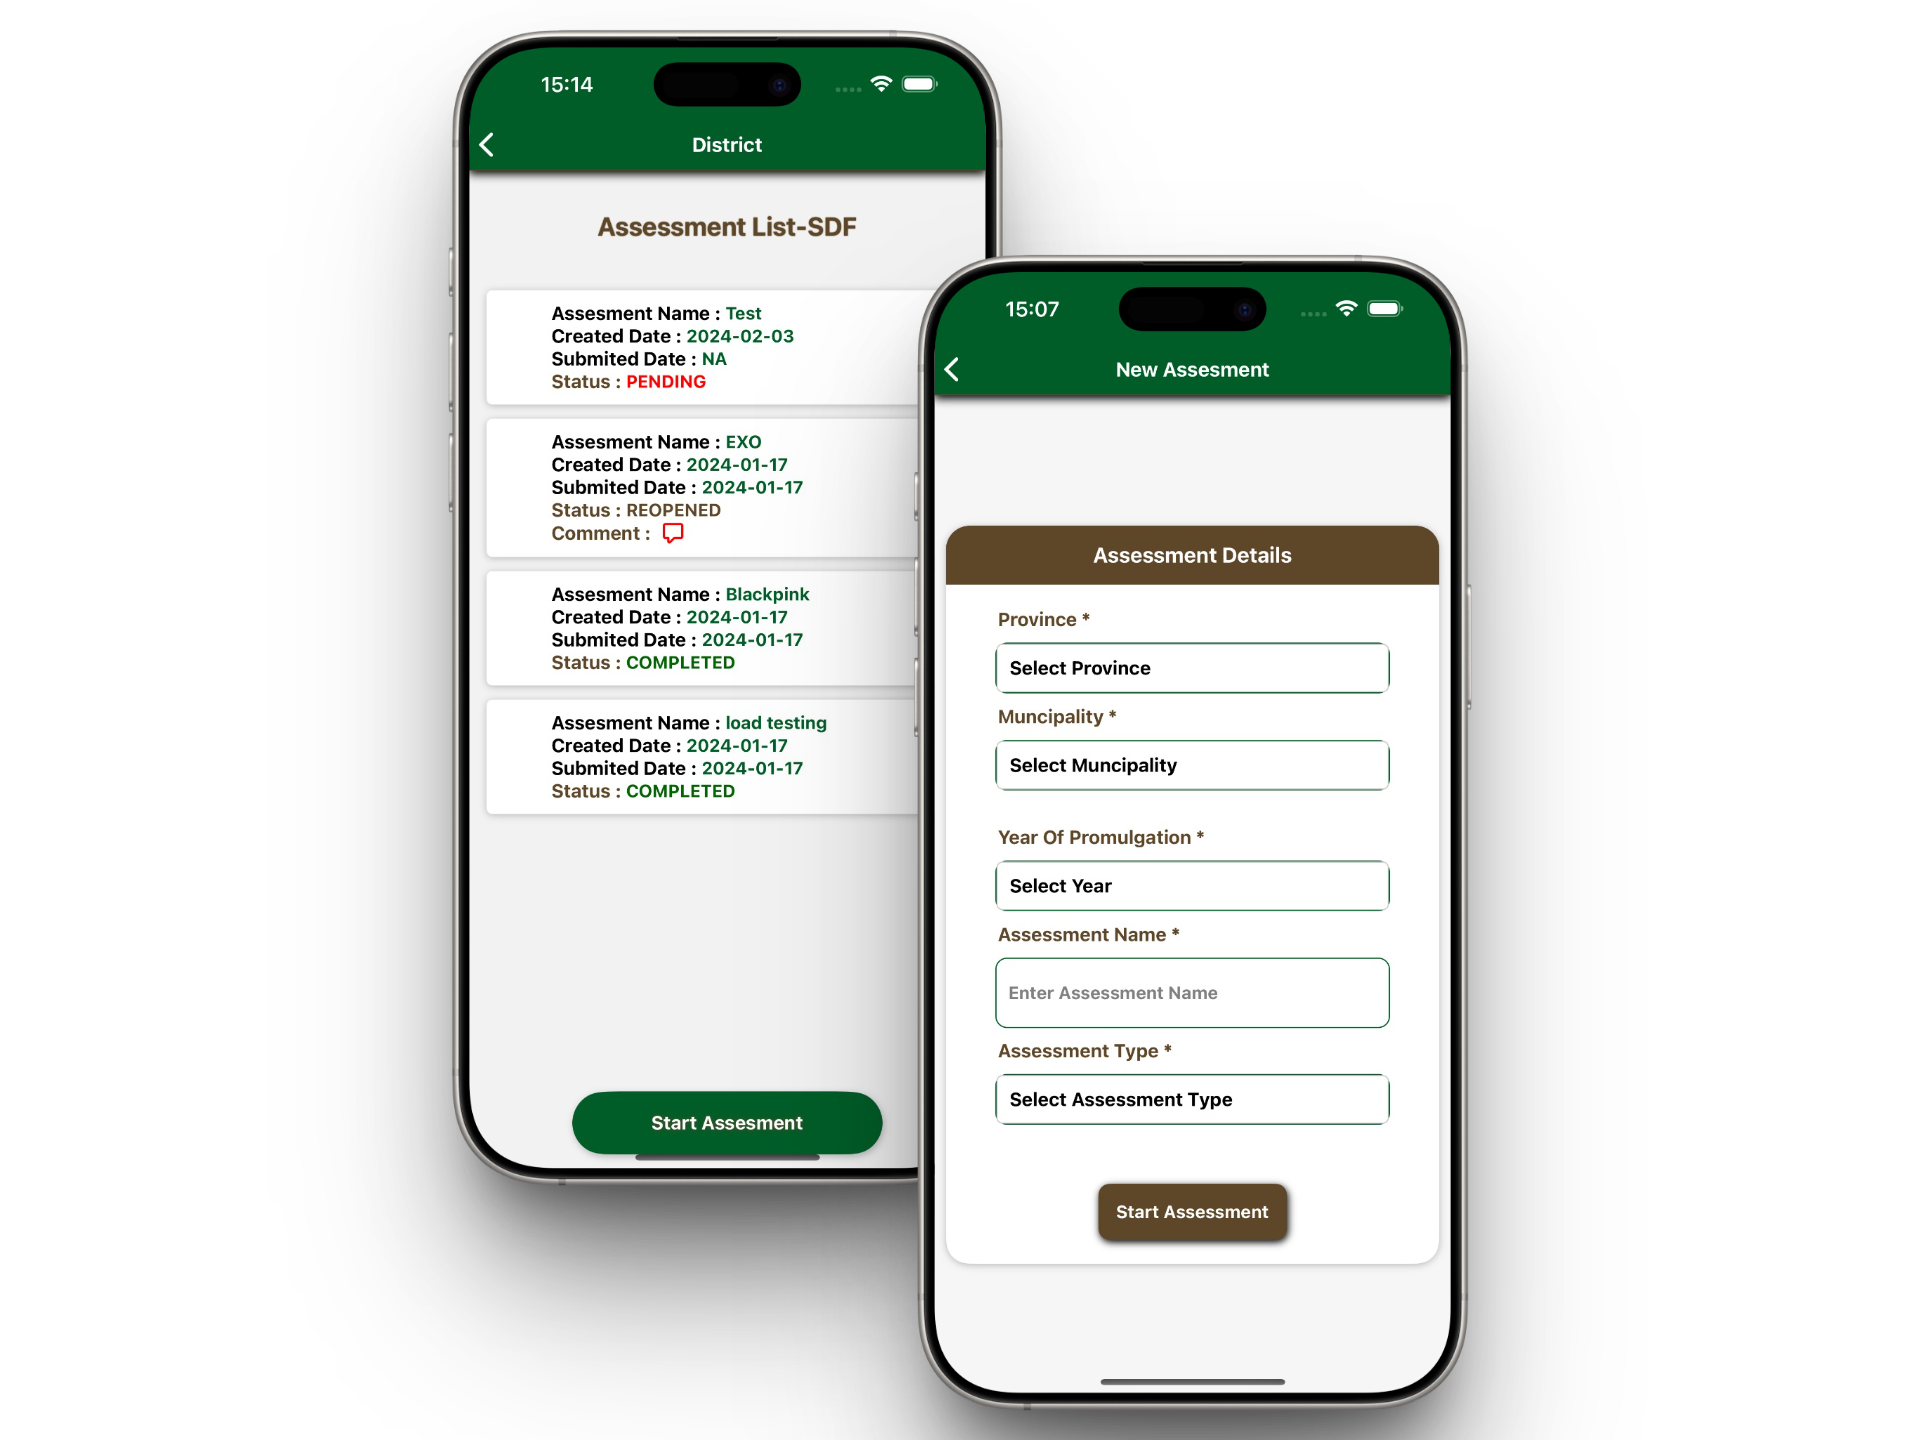 15:14
District
Assessment List-SDF
Assesment Name : Test
Created Date : 2024-02-03
Submited Date : NA
Status : PENDING
Assesment Name : EXO
Created Date : 2024-01-17
Submited Date : 2024-01-17
Status : REOPENED
Comment :
Assesment Name : Blackpink
Created Date : 2024-01-17
Submited Date : 2024-01-17
Status : COMPLETED
Assesment Name : load testing
Created Date : 2024-01-17
Submited Date : 2024-01-17
Status : COMPLETED
Start Assesment
15:07
New Assesment
Assessment Details
Province *
Select Province
Muncipality *
Select Muncipality
Year Of Promulgation *
Select Year
Assessment Name *
Enter Assessment Name
Assessment Type *
Select Assessment Type
Start Assessment